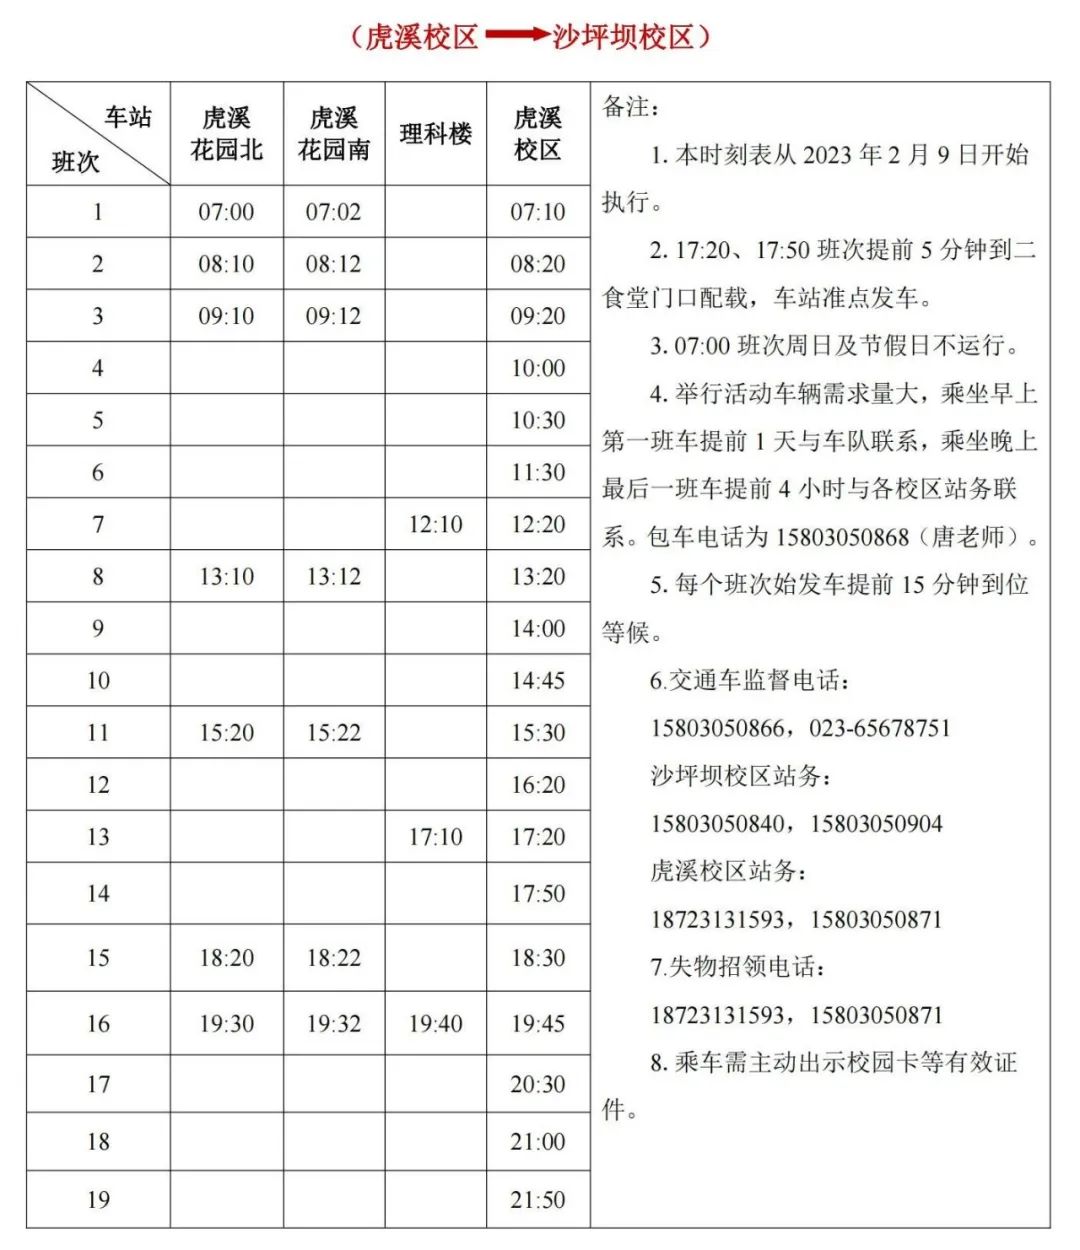 （虎溪校区 沙坪坝校区）
车站 班次 虎溪花园北 虎溪花园南 理科楼 虎溪校区
1 07:00 07:02 07:10
2 08:10 08:12 08:20
3 09:10 09:12 09:20
4 10:00
5 10:30
6 11:30
7 12:10 12:20
8 13:10 13:12 13:20
9 14:00
10 14:45
11 15:20 15:22 15:30
12 16:20
13 17:10 17:20
14 17:50
15 18:20 18:22 18:30
16 19:30 19:32 19:40 19:45
17 20:30
18 21:00
19 21:50
备注：
1. 本时刻表从 2023 年 2 月 9 日开始
执行。
2. 17:20、17:50 班次提前 5 分钟到二
食堂门口配载，车站准点发车。
3. 07:00 班次周日及节假日不运行。
4. 举行活动车辆需求量大，乘坐早上
第一班车提前 1 天与车队联系，乘坐晚上
最后一班车提前 4 小时与各校区站务联
系。包车电话为 15803050868（唐老师）。
5. 每个班次始发车提前 15 分钟到位
等候。
6.交通车监督电话：
15803050866，023-65678751
沙坪坝校区站务：
15803050840，15803050904
虎溪校区站务：
18723131593，15803050871
7.失物招领电话：
18723131593，15803050871
8. 乘车需主动出示校园卡等有效证
件。